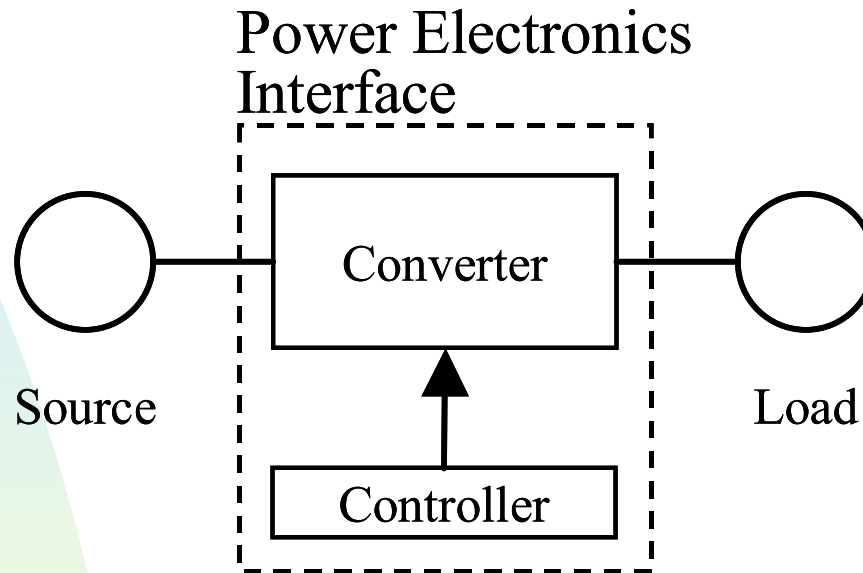 Power Electronics
Interface
Converter
Source
Load
Controller